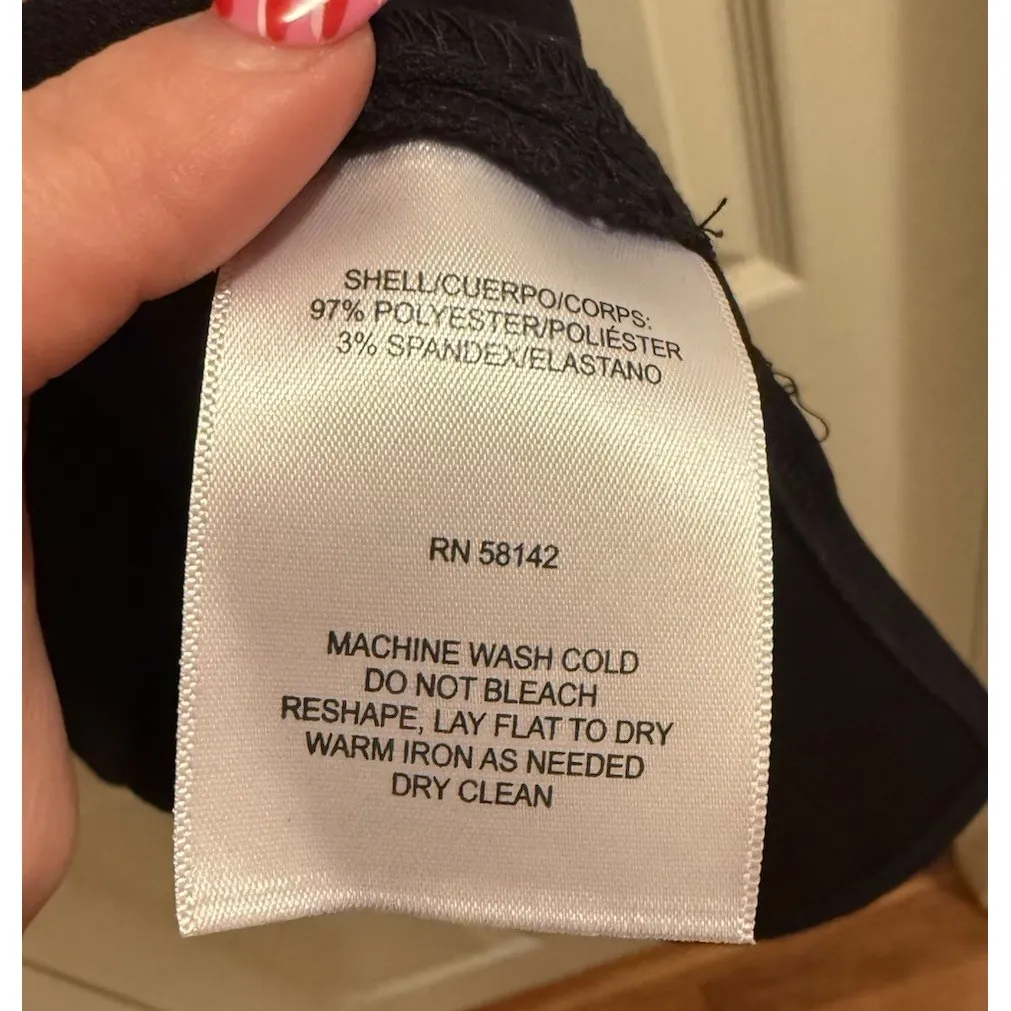 SHELL/CUERPO/CORPS:
97% POLYESTER/POLIÉSTER
3% SPANDEX/ELASTANO
RN 58142
MACHINE WASH COLD
DO NOT BLEACH
RESHAPE, LAY FLAT TO DRY
WARM IRON AS NEEDED
DRY CLEAN